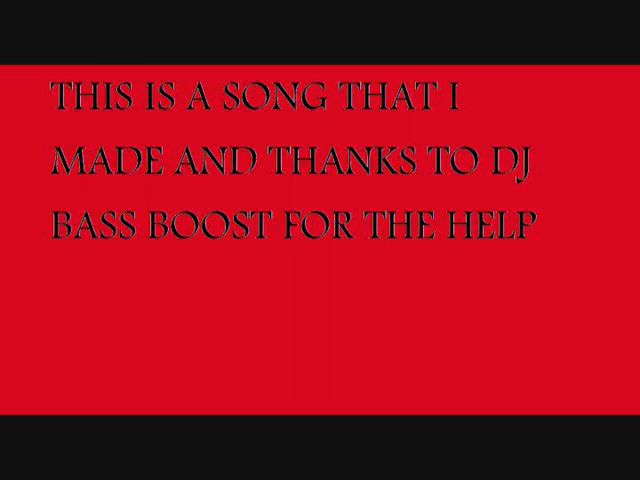 THIS IS A SONG THAT I
MADE AND THANKS TO DJ
BASS BOOST FOR THE HELP